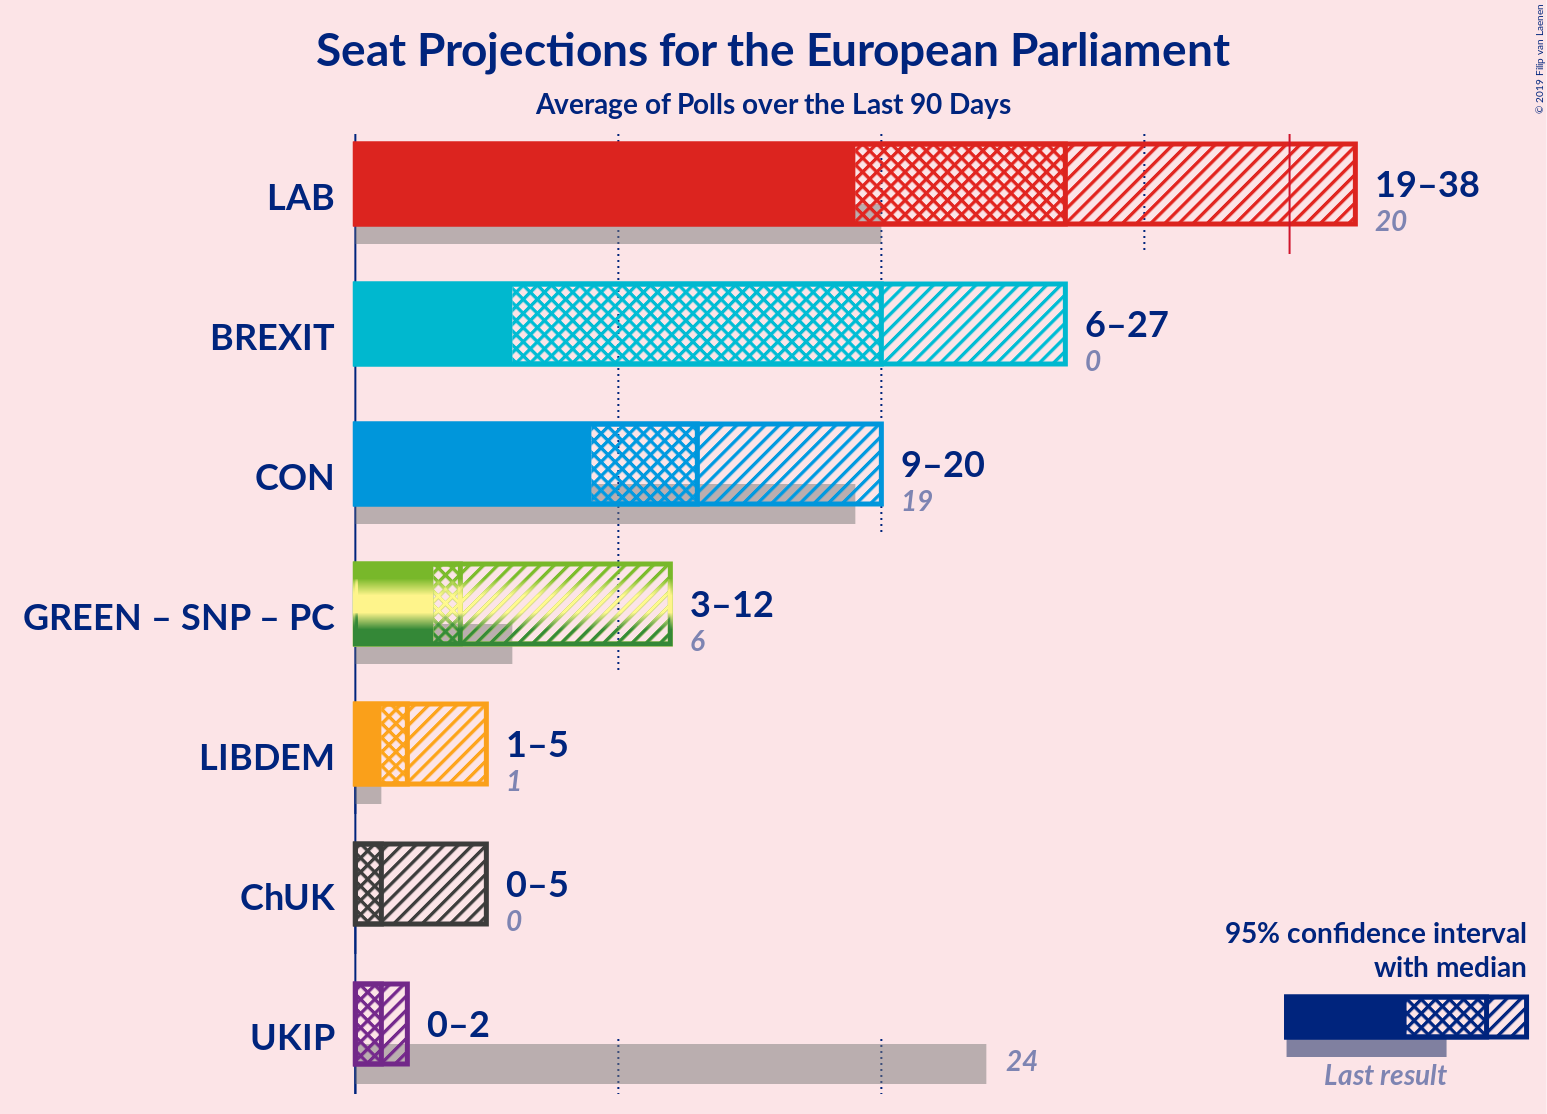 Seat Projections for the European Parliament
Average of Polls over the Last 90 Days
© 2019 Filip van Laenen
LAB
19–38
20
BREXIT
6–27
0
CON
9–20
19
GREEN – SNP – PC
3–12
6
LIBDEM
1–5
1
ChUK
0–5
0
UKIP
0–2
24
95% confidence interval
with median
Last result